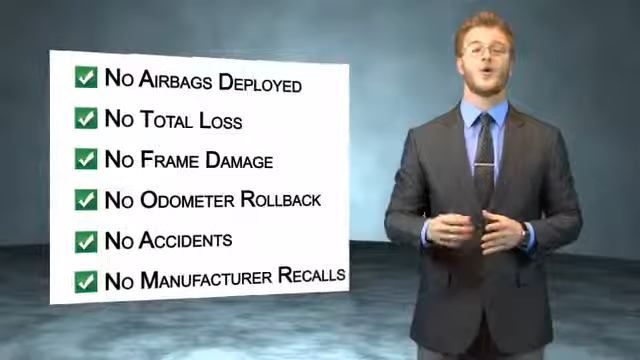 No Airbags Deployed
No Total Loss
No Frame Damage
No Odometer Rollback
No Accidents
No Manufacturer Recalls